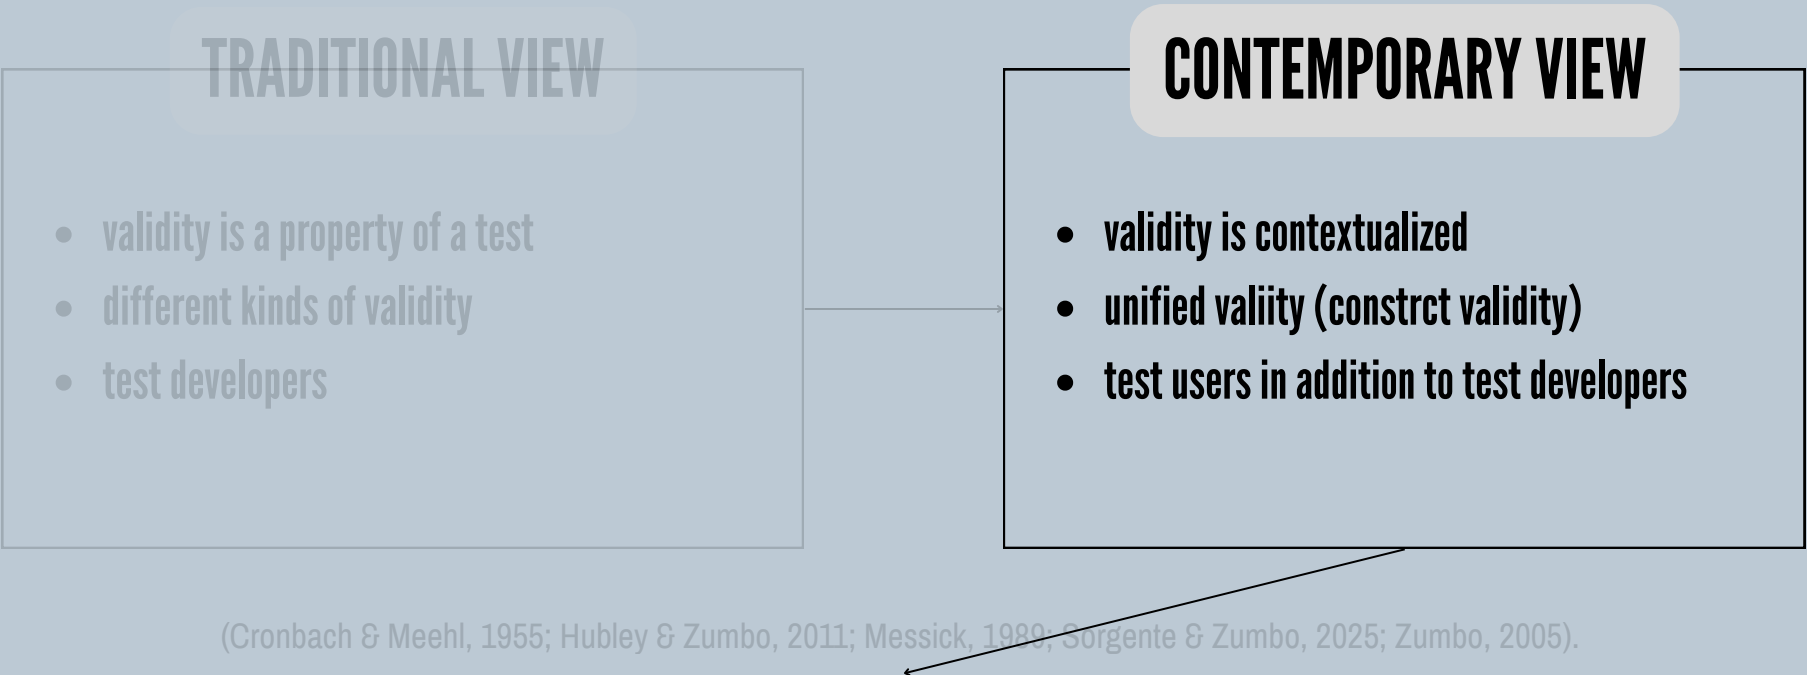 TRADITIONAL VIEW
• validity is a property of a test
• different kinds of validity
• test developers
CONTEMPORARY VIEW
• validity is contextualized
• unified valiity (constrct validity)
• test users in addition to test developers
(Cronbach & Meehl, 1955; Hubley & Zumbo, 2011; Messick, 1989; Sorgente & Zumbo, 2025; Zumbo, 2005).